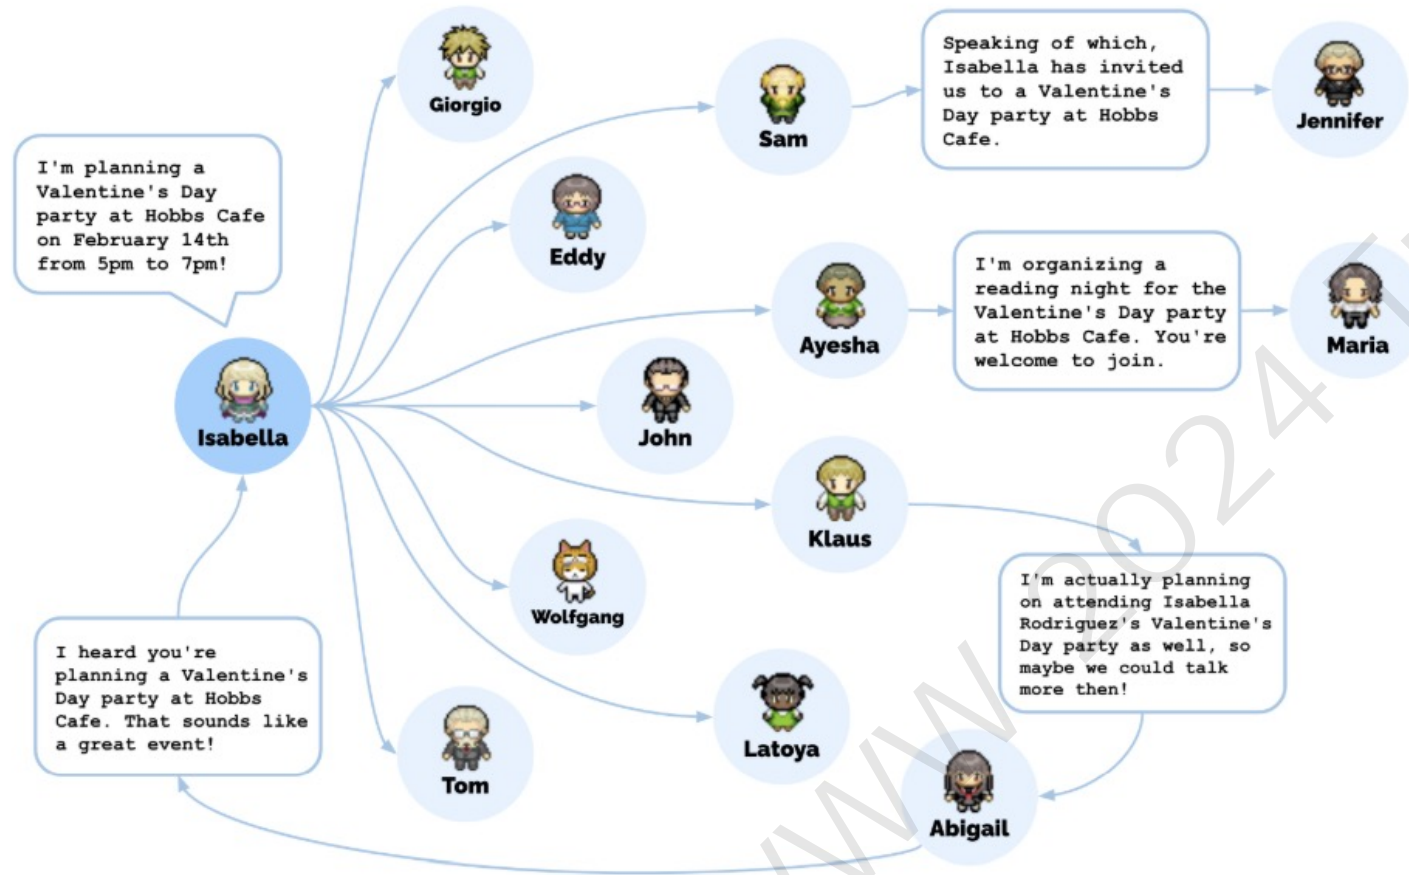 Giorgio
Sam
Speaking of which,
Isabella has invited
us to a Valentine's
Day party at Hobbs
Cafe.
Jennifer
I'm planning a
Valentine's Day
party at Hobbs Cafe
on February 14th
from 5pm to 7pm!
Eddy
Ayesha
I'm organizing a
reading night for the
Valentine's Day party
at Hobbs Cafe. You're
welcome to join.
Maria
Isabella
John
Klaus
Wolfgang
I'm actually planning
on attending Isabella
Rodriguez's Valentine's
Day party as well, so
maybe we could talk
more then!
I heard you're
planning a Valentine's
Day party at Hobbs
Cafe. That sounds like
a great event!
Tom
Latoya
Abigail
WWW 2024